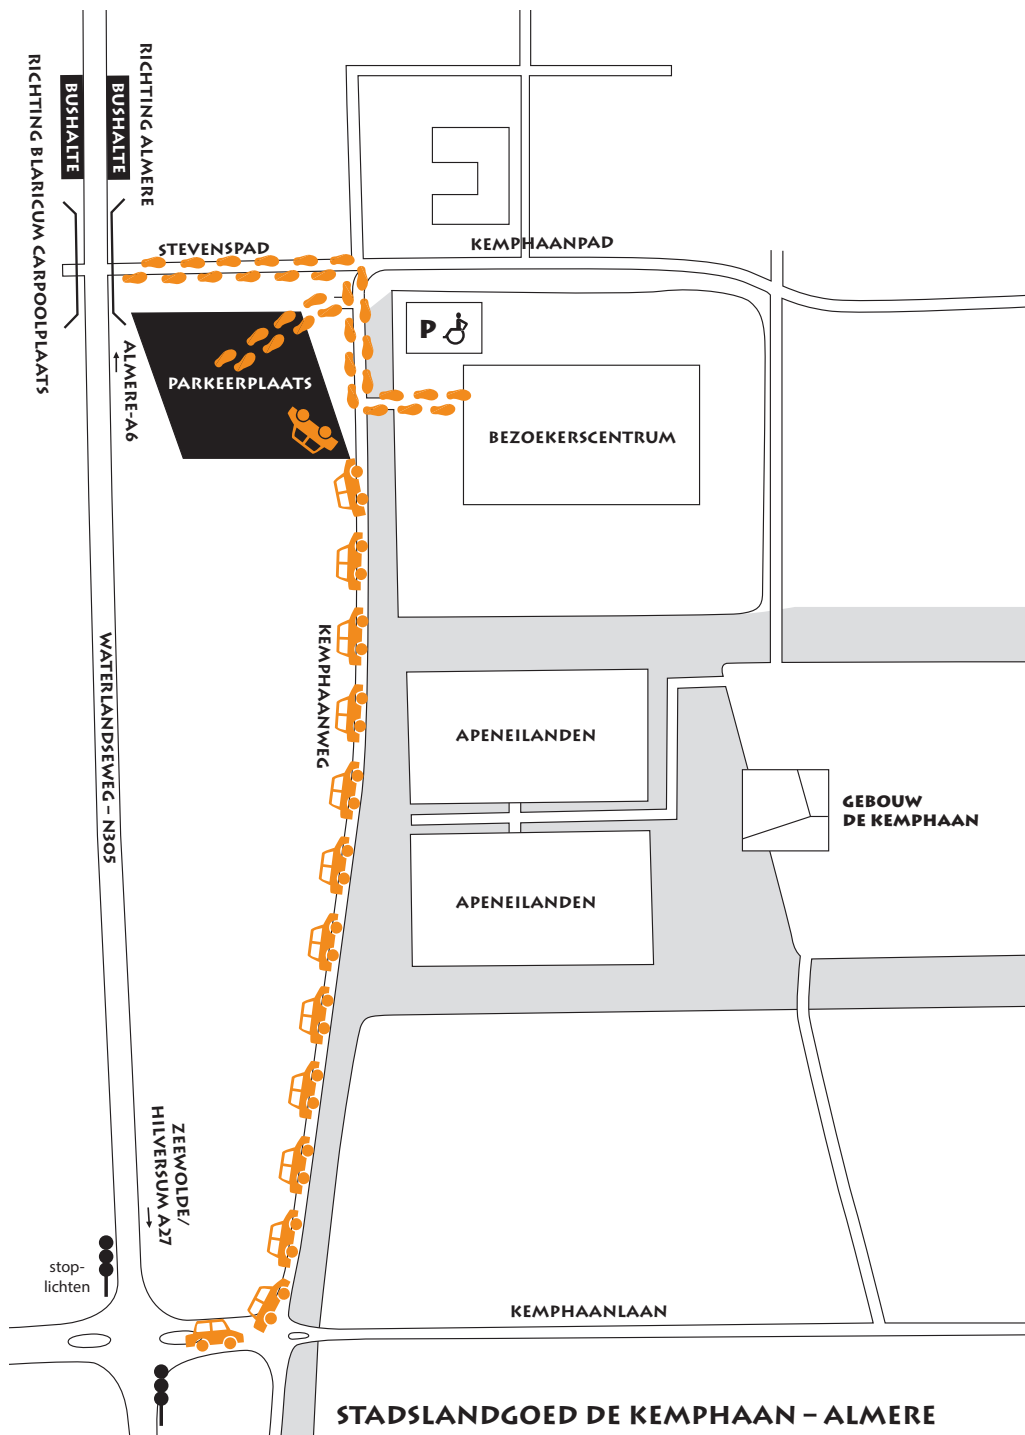 RICHTING BLARICUM CARPOOLPLAATS
BUSHALTE
BUSHALTE
RICHTING ALMERE
STEVENSPAD
KEMPHAANPAD
P
ALMERE-A6
PARKEERPLAATS
BEZOEKERSCENTRUM
WATERLANDSEWEG – N305
KEMPHAANWEG
APENEILANDEN
GEBOUW
DE KEMPHAAN
APENEILANDEN
ZEEWOLDE/
HILVERSUM A27
stop-
lichten
KEMPHAANLAAN
STADSLANDGOED DE KEMPHAAN – ALMERE